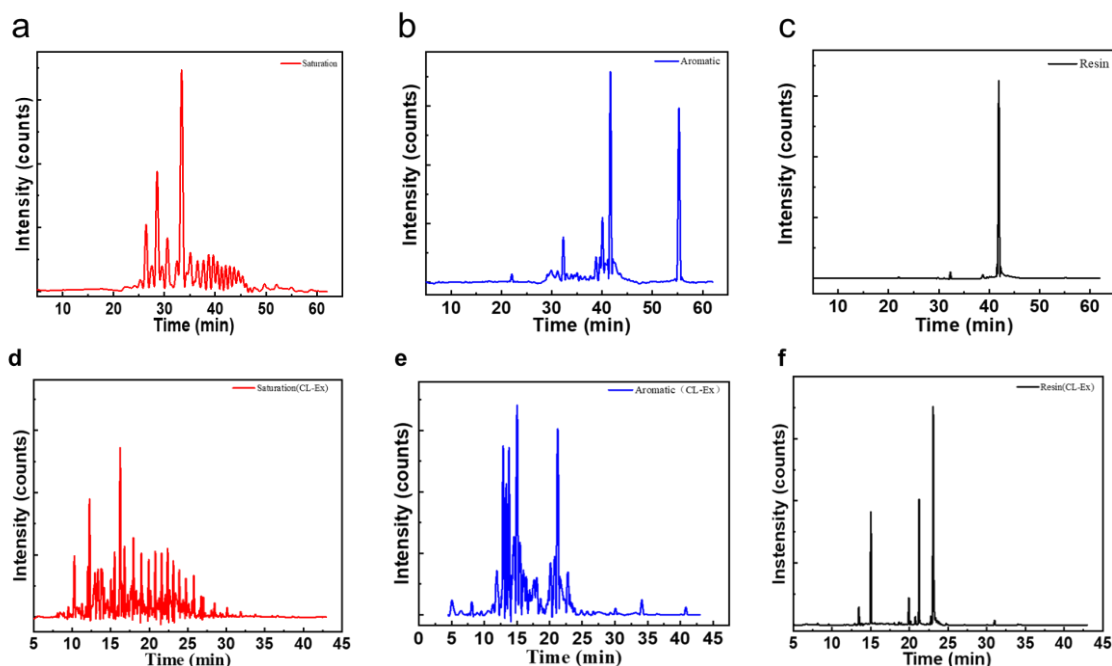 a
Saturation
Intensity (counts)
10 20 30 40 50 60
Time (min)
b
Aromatic
Intensity (counts)
10 20 30 40 50 60
Time (min)
c
Resin
Intensity (counts)
10 20 30 40 50 60
Time (min)
d
Saturation(CL-Ex)
Intensity (counts)
5 10 15 20 25 30 35 40 45
Time (min)
e
Aromatic（CL-Ex）
Intensity (counts)
0 5 10 15 20 25 30 35 40 45
Time (min)
f
Resin(CL-Ex)
Instensity (counts)
5 10 15 20 25 30 35 40 45
Time (min)